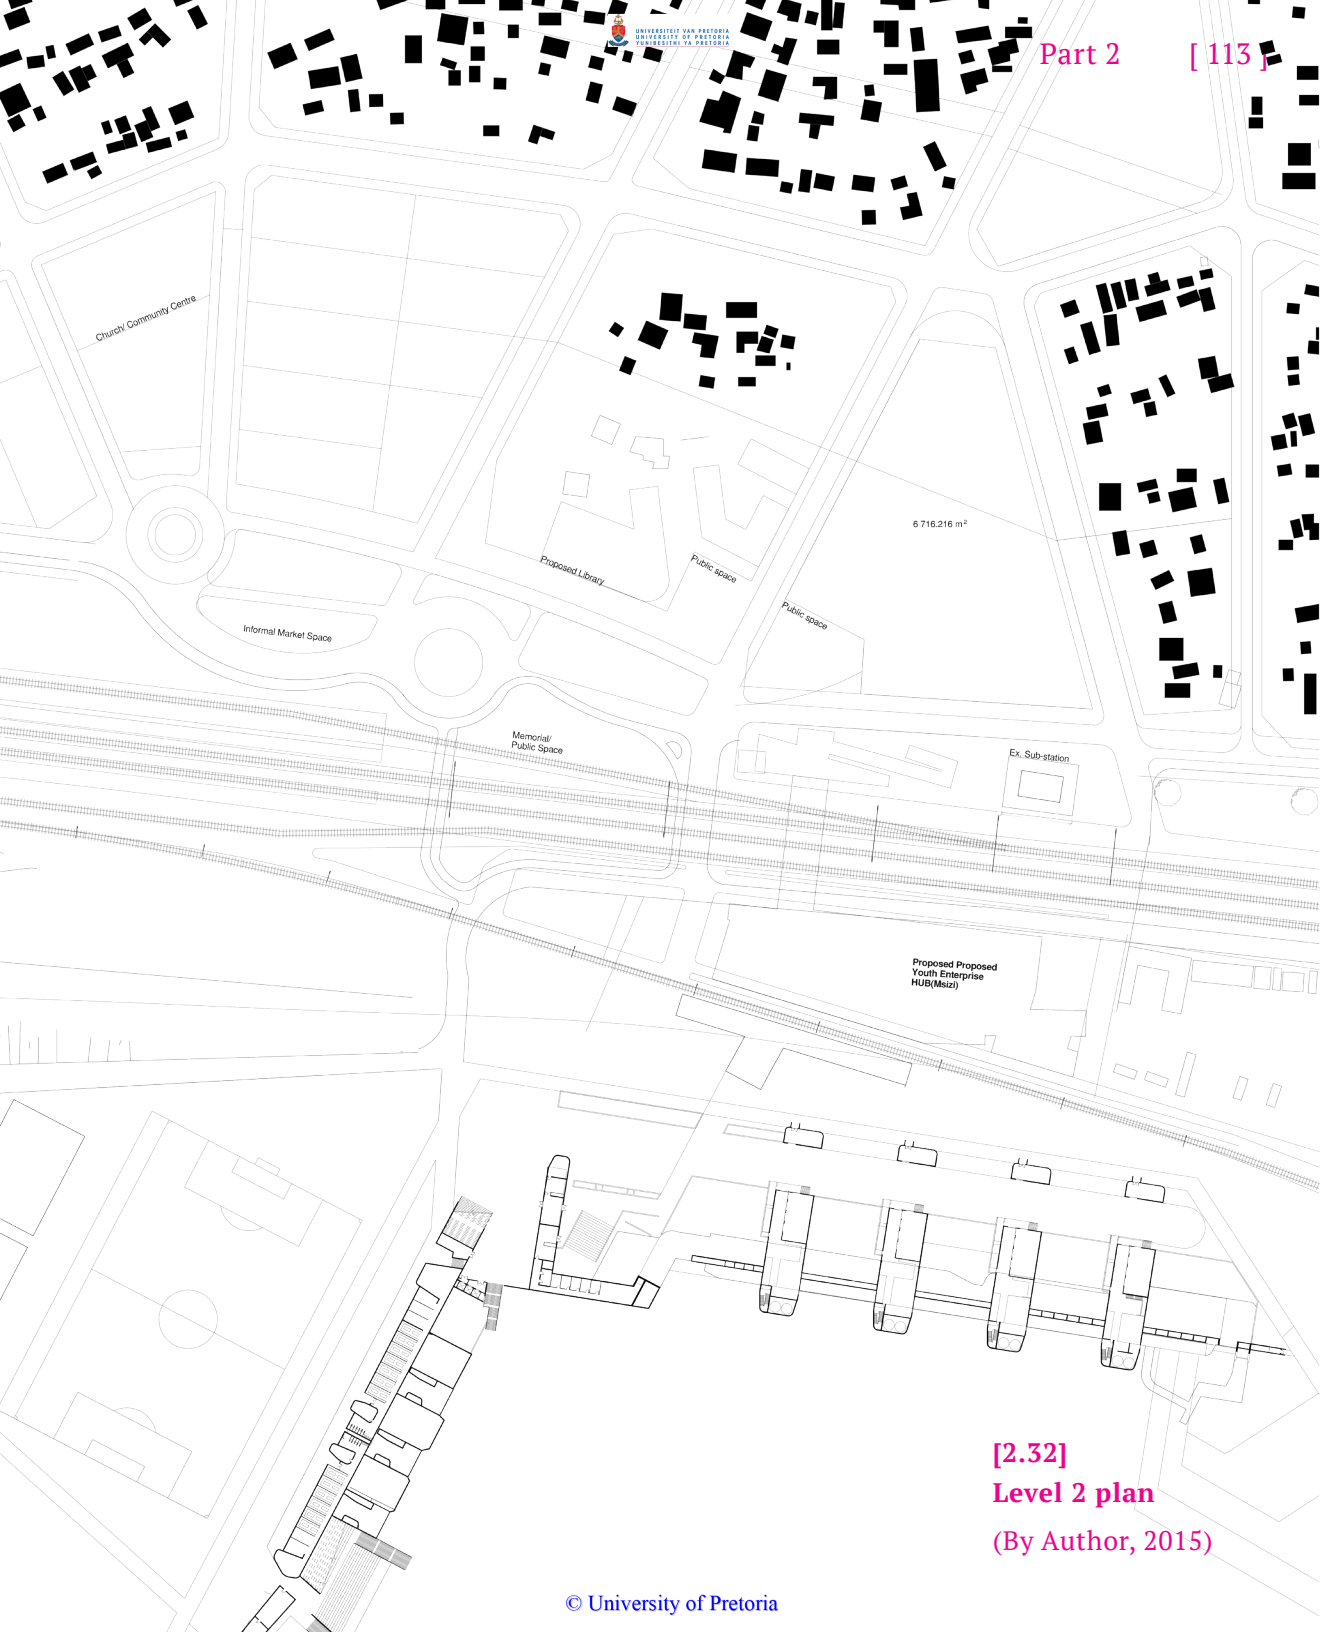 UNIVERSITEIT VAN PRETORIA
UNIVERSITY OF PRETORIA
YUNIBESITHI YA PRETORIA
Part 2 [ 113 ]
Church/ Community Centre
6 716.216 m²
Proposed Library
Public space
Public space
Informal Market Space
Memorial/
Public Space
Ex. Sub-station
Proposed Proposed
Youth Enterprise
HUB(Msizi)
[2.32]
Level 2 plan
(By Author, 2015)
© University of Pretoria